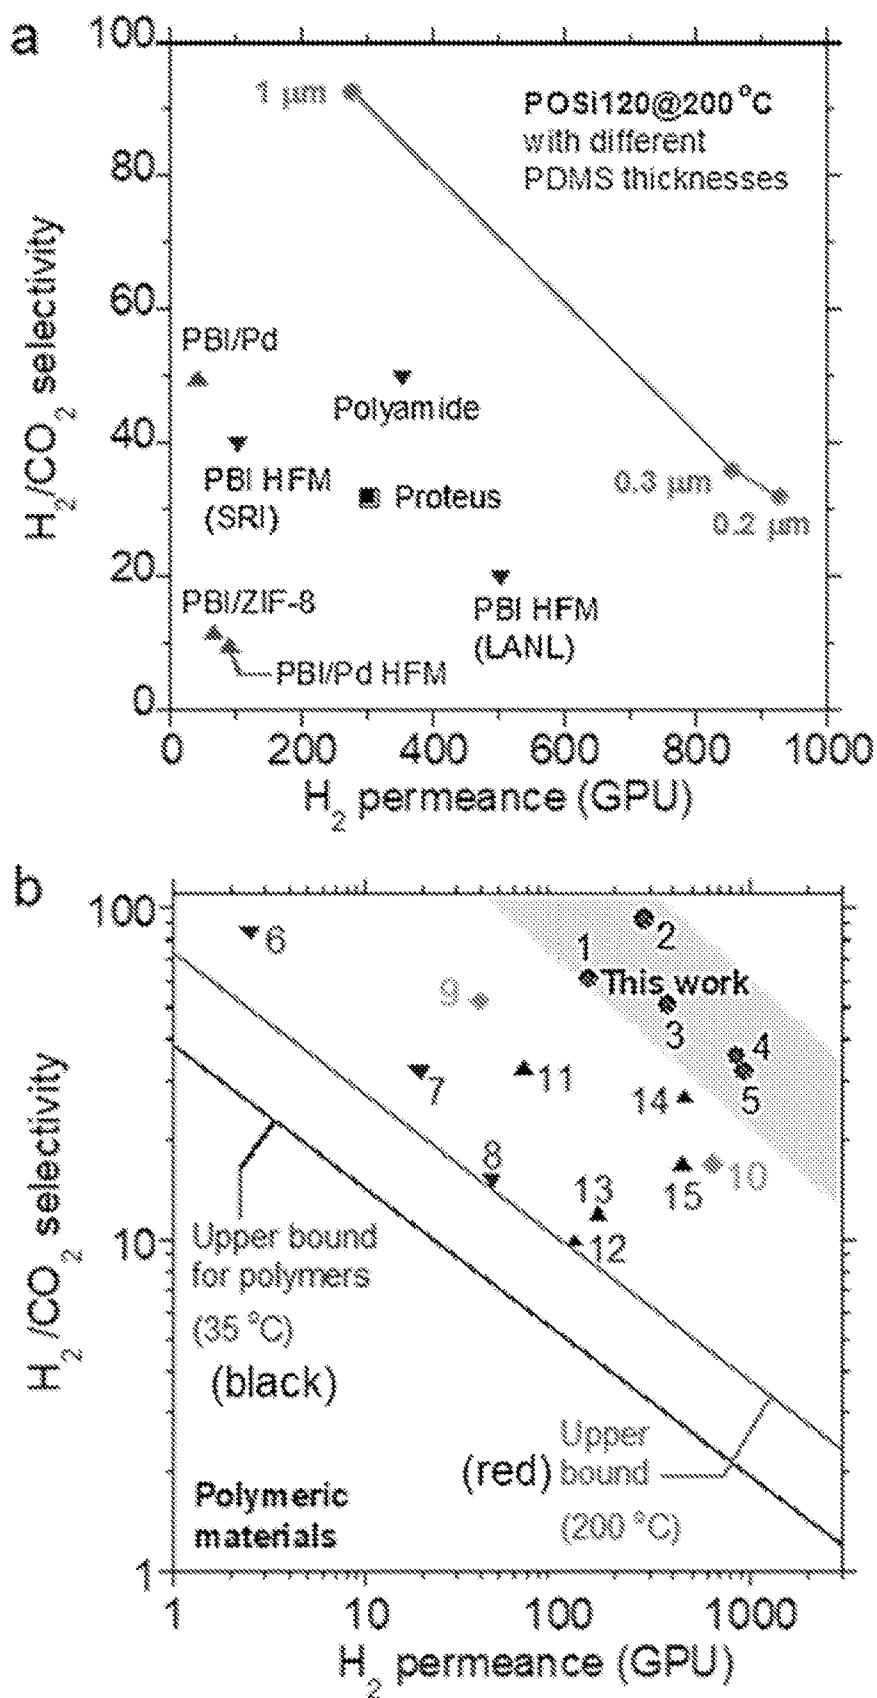 a
100
80
60
40
20
0
H2/CO2 selectivity
1 μm
POSi120@200 °C
with different
PDMS thicknesses
PBI/Pd
Polyamide
PBI HFM
(SRI)
Proteus
0.3 μm
0.2 μm
PBI/ZIF-8
PBI HFM
(LANL)
PBI/Pd HFM
0
200
400
600
800
1000
H2 permeance (GPU)
b
100
10
1
H2/CO2 selectivity
6
2
1
This work
9
3
4
7
11
14
5
8
13
15
10
12
Upper bound
for polymers
(35 °C)
(black)
Upper
(red) bound
(200 °C)
Polymeric
materials
1
10
100
1000
H2 permeance (GPU)